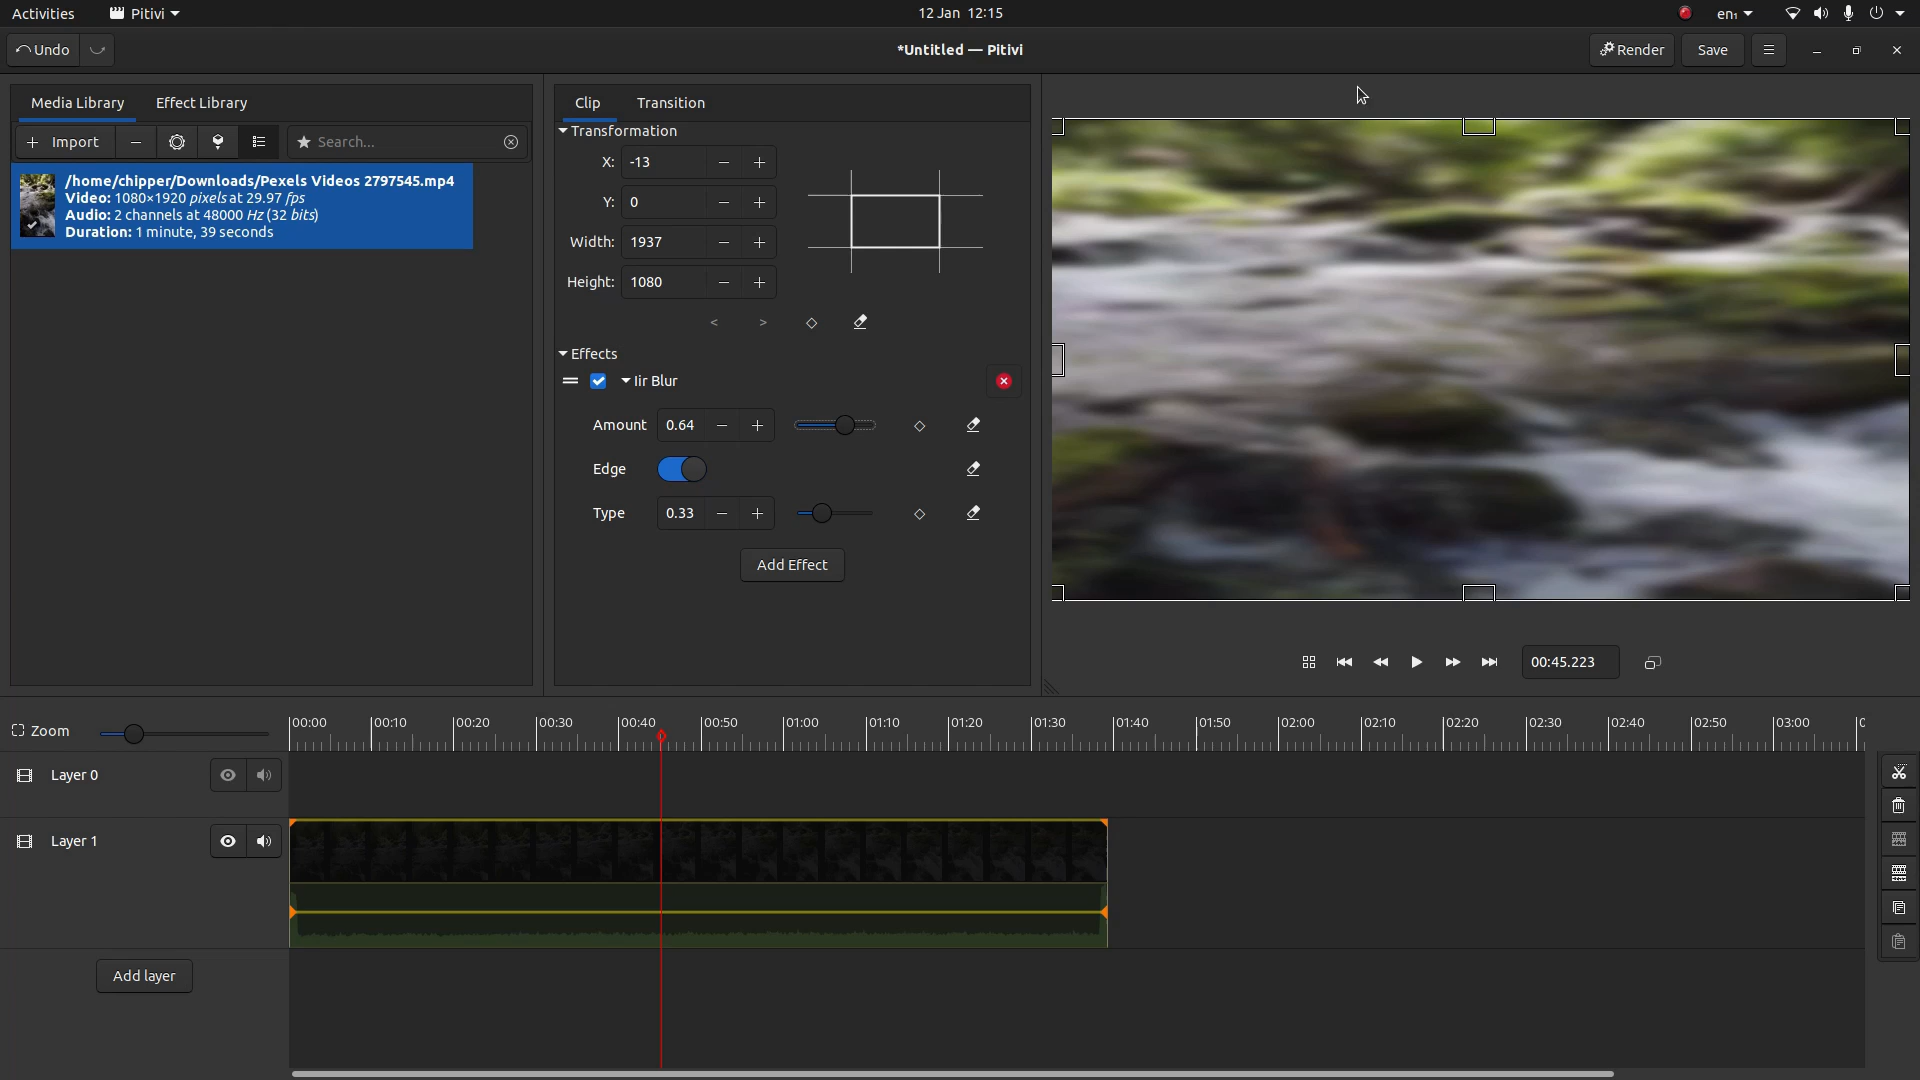 Activities Pitivi 12 Jan 12:15 en₁
Undo *Untitled — Pitivi Render Save
Media Library Effect Library
Import Search...
/home/chipper/Downloads/Pexels Videos 2797545.mp4
Video: 1080×1920 pixels at 29.97 fps
Audio: 2 channels at 48000 Hz (32 bits)
Duration: 1 minute, 39 seconds
Clip Transition
Transformation
X: -13
Y: 0
Width: 1937
Height: 1080
< >
Effects
Iir Blur
Amount 0.64
Edge
Type 0.33
Add Effect
00:45.223
Zoom 00:00 00:10 00:20 00:30 00:40 00:50 01:00 01:10 01:20 01:30 01:40 01:50 02:00 02:10 02:20 02:30 02:40 02:50 03:00
Layer 0
Layer 1
Add layer